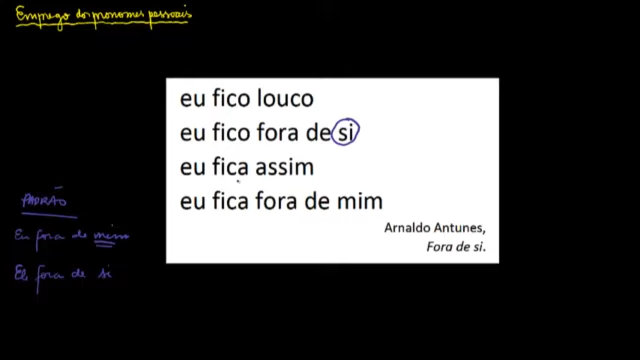 Emprego dos pronomes pessoais
eu fico louco
eu fico fora de si
eu fica assim
eu fica fora de mim
Arnaldo Antunes,
Fora de si.
PADRÃO
Eu fora de mim
Ele fora de si